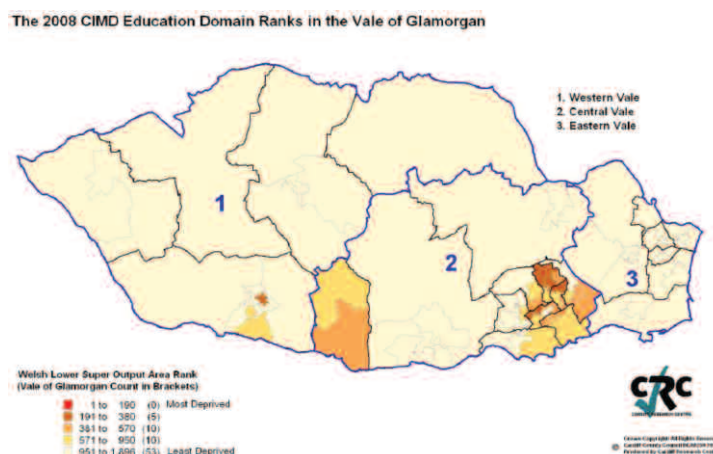 The 2008 CIMD Education Domain Ranks in the Vale of Glamorgan
1. Western Vale
2. Central Vale
3. Eastern Vale
1
2
3
Welsh Lower Super Output Area Rank
(Vale of Glamorgan Count in Brackets)
1 to 190 (0) Most Deprived
191 to 380 (5)
381 to 570 (10)
571 to 950 (10)
951 to 1,896 (53) Least Deprived
CRC